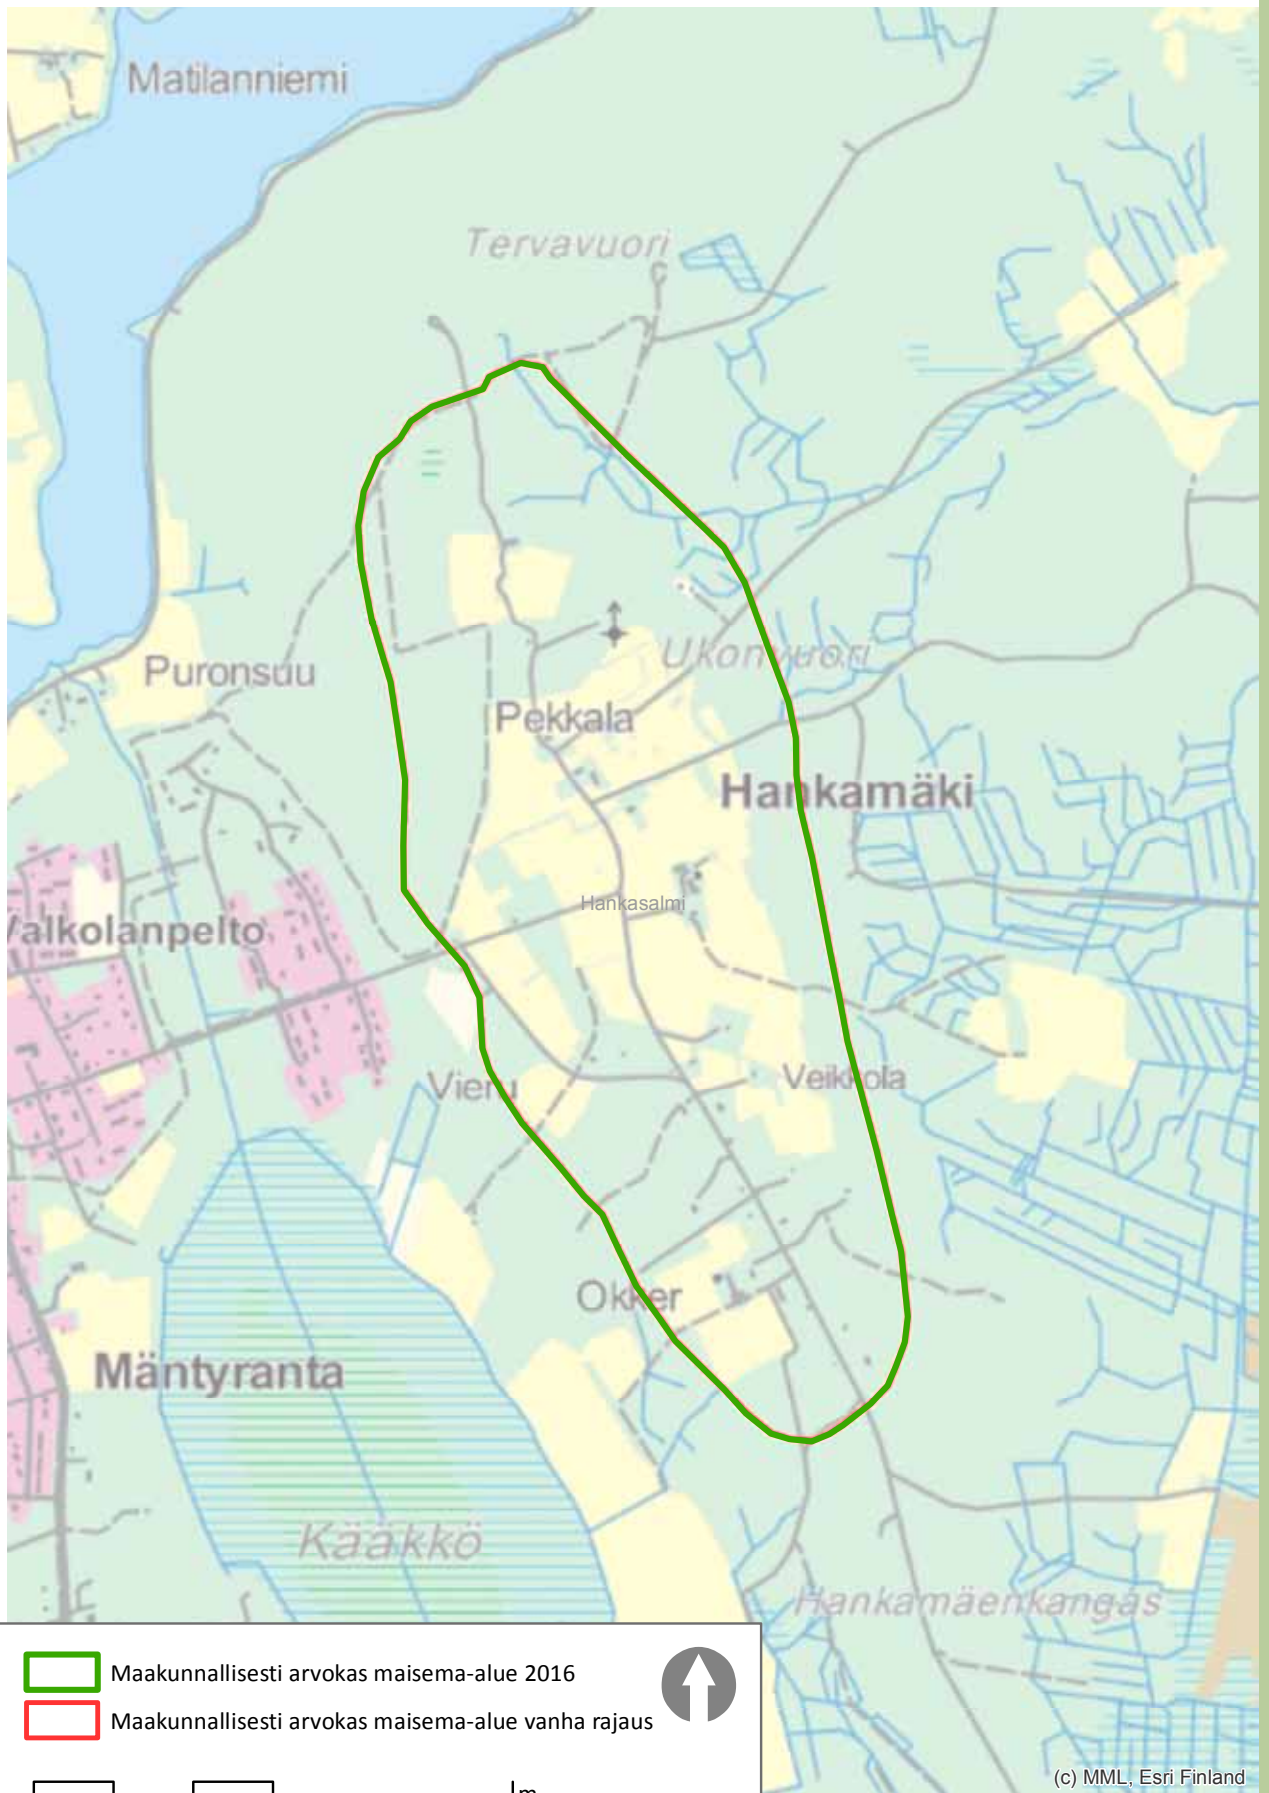 Matilanniemi
Tervavuori
Puronsuu
Ukonvuori
Pekkala
Hankamäki
Hankasalmi
alkolanpelto
Vieru
Veikkola
Okker
Mäntyranta
Kääkkö
Hankamäenkangas
Maakunnallisesti arvokas maisema-alue 2016
Maakunnallisesti arvokas maisema-alue vanha rajaus
m
(c) MML, Esri Finland